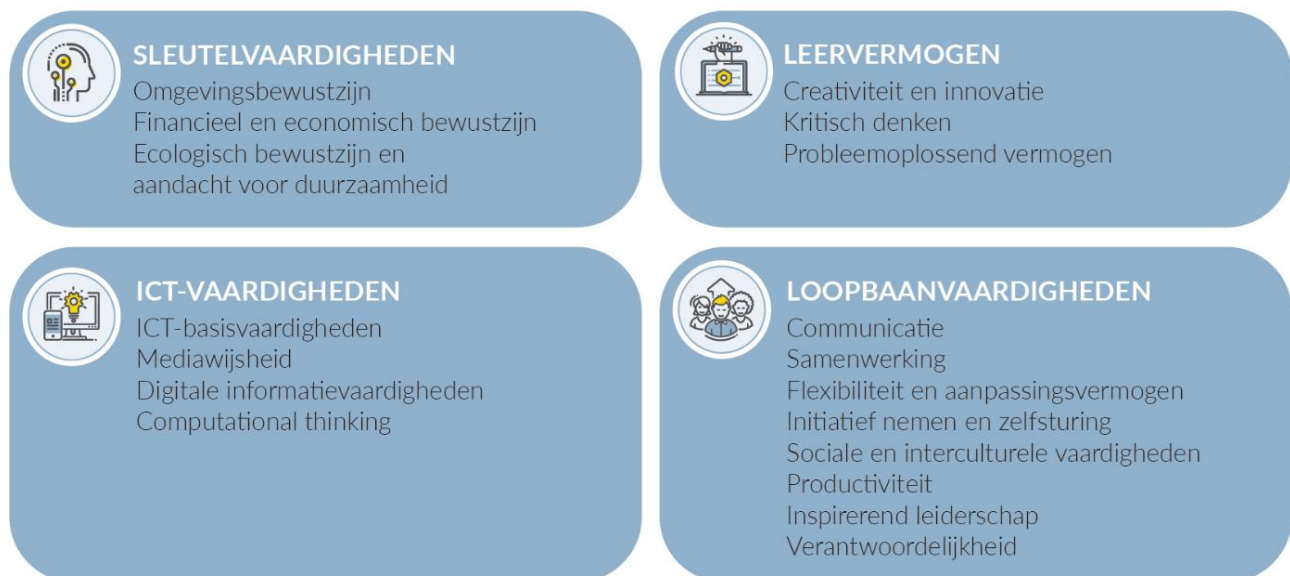 SLEUTELVAARDIGHEDEN
Omgevingsbewustzijn
Financieel en economisch bewustzijn
Ecologisch bewustzijn en
aandacht voor duurzaamheid
LEERVERMOGEN
Creativiteit en innovatie
Kritisch denken
Probleemoplossend vermogen
ICT-VAARDIGHEDEN
ICT-basisvaardigheden
Mediawijsheid
Digitale informatievaardigheden
Computational thinking
LOOPBAANVAARDIGHEDEN
Communicatie
Samenwerking
Flexibiliteit en aanpassingsvermogen
Initiatief nemen en zelfsturing
Sociale en interculturele vaardigheden
Productiviteit
Inspirerend leiderschap
Verantwoordelijkheid